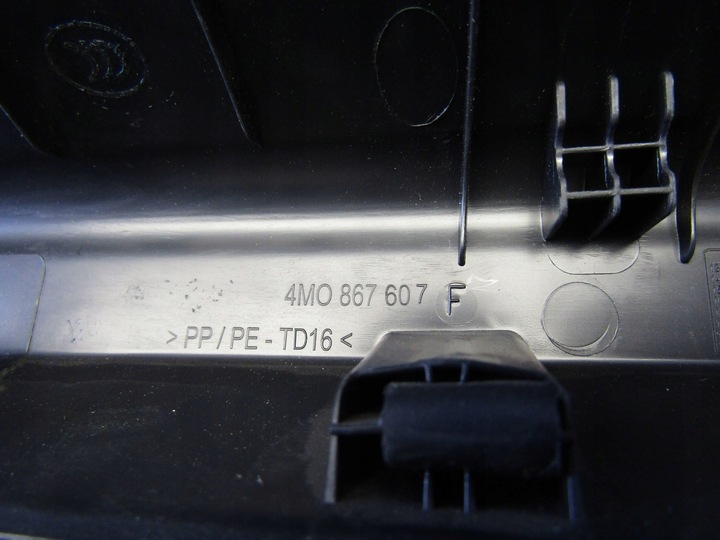 4M0 867 607 F
> PP / PE - TD16 <